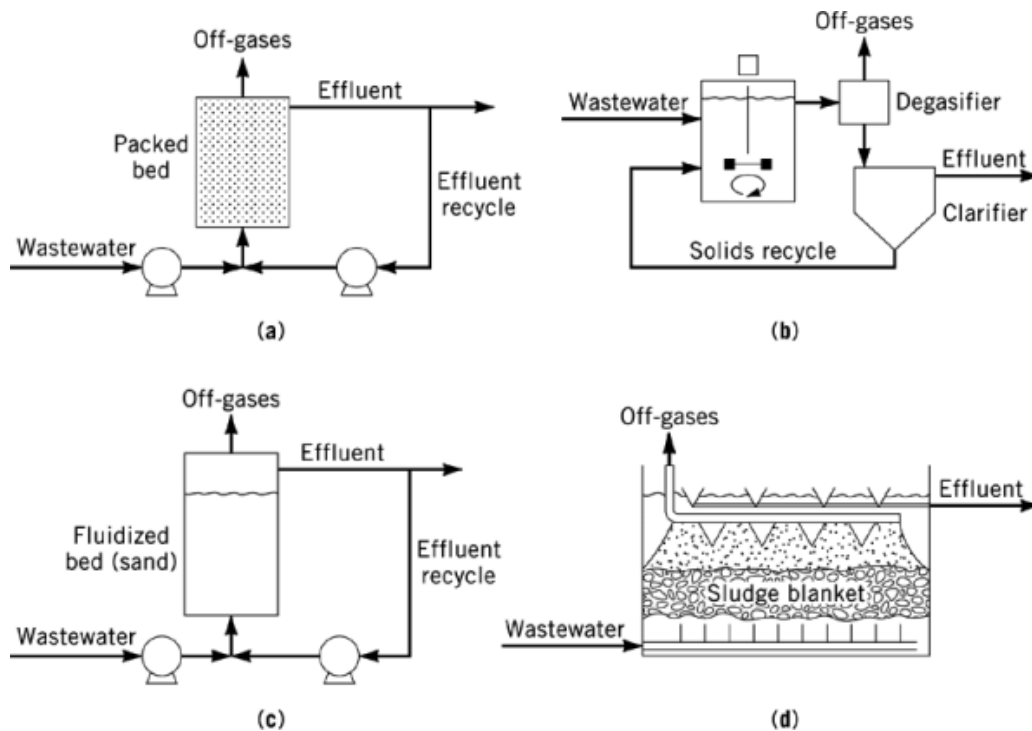 Off-gases
Effluent
Packed
bed
Effluent
recycle
Wastewater
(a)
Off-gases
Wastewater
Degasifier
Effluent
Clarifier
Solids recycle
(b)
Off-gases
Effluent
Fluidized
bed (sand)
Effluent
recycle
Wastewater
(c)
Off-gases
Effluent
Sludge blanket
Wastewater
(d)